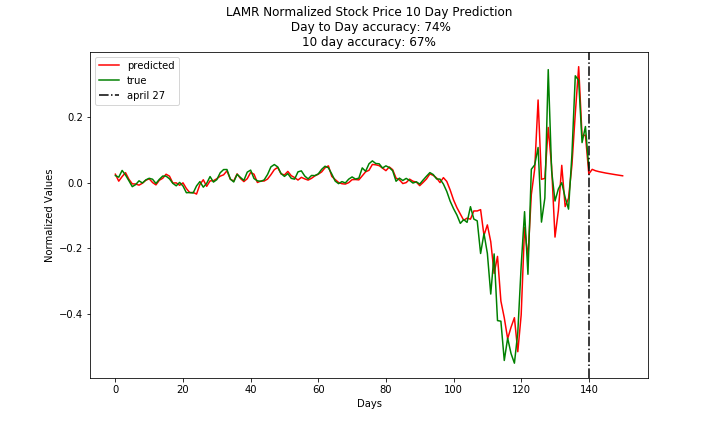 LAMR Normalized Stock Price 10 Day Prediction
Day to Day accuracy: 74%
10 day accuracy: 67%
predicted
true
april 27
Normalized Values
0.2
0.0
−0.2
−0.4
0 20 40 60 80 100 120 140
Days